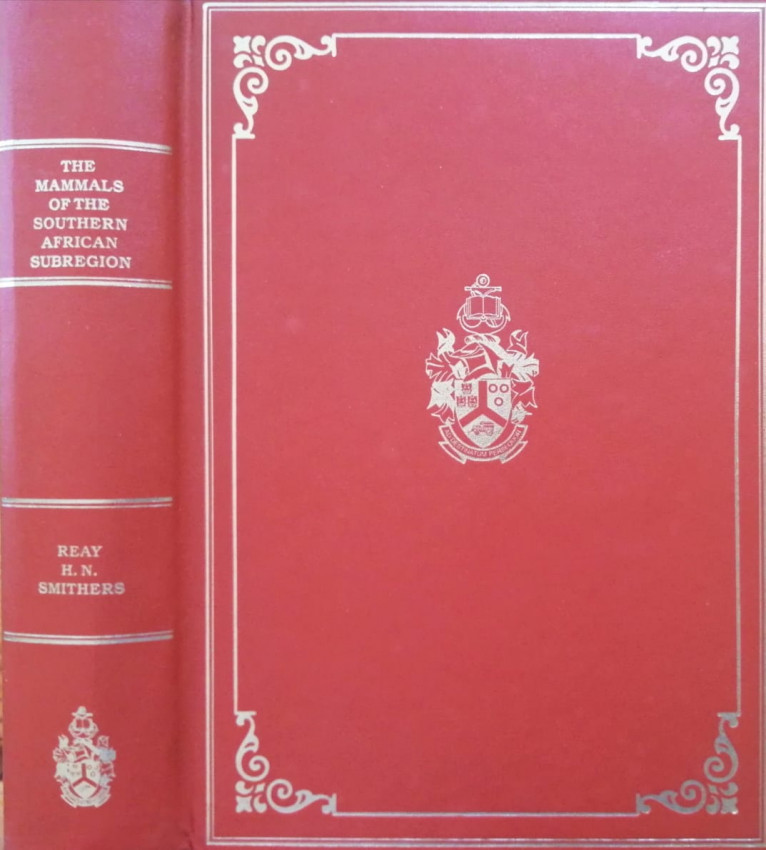 THE
MAMMALS
OF THE
SOUTHERN
AFRICAN
SUBREGION
REAY
H. N.
SMITHERS